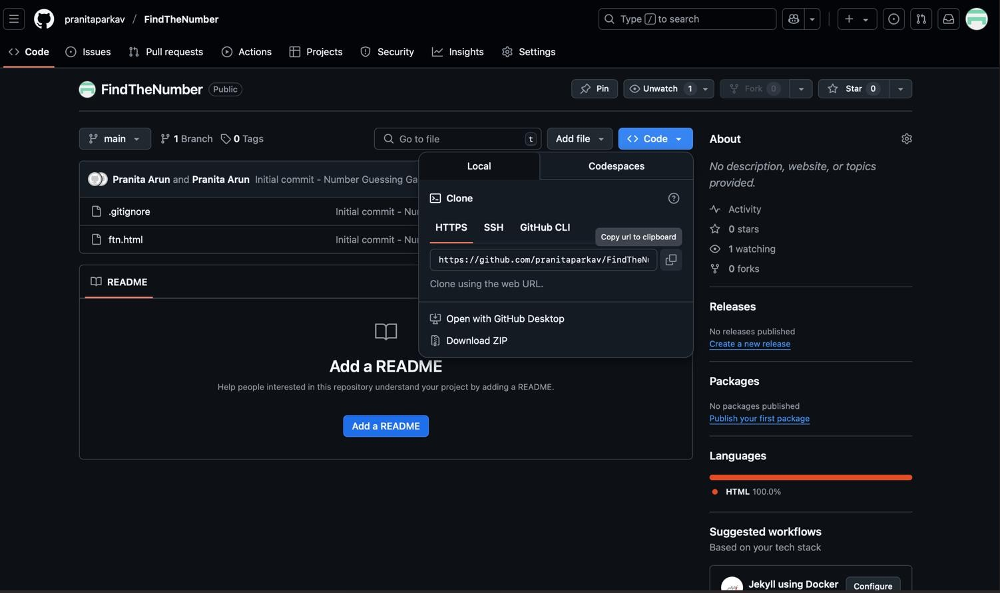 pranitaparkav / FindTheNumber
Type / to search
Code Issues Pull requests Actions Projects Security Insights Settings
FindTheNumber Public
Pin Unwatch 1 Fork 0 Star 0
main 1 Branch 0 Tags
Go to file t Add file Code
Pranita Arun and Pranita Arun Initial commit - Number Guessing Ga
.gitignore Initial commit - Nu
ftn.html Initial commit - Nu
README
Add a README
Help people interested in this repository understand your project by adding a README.
Add a README
Local Codespaces
Clone
HTTPS SSH GitHub CLI
Copy url to clipboard
https://github.com/pranitaparkav/FindTheN
Clone using the web URL.
Open with GitHub Desktop
Download ZIP
About
No description, website, or topics
provided.
Activity
0 stars
1 watching
0 forks
Releases
No releases published
Create a new release
Packages
No packages published
Publish your first package
Languages
HTML 100.0%
Suggested workflows
Based on your tech stack
Jekyll using Docker Configure